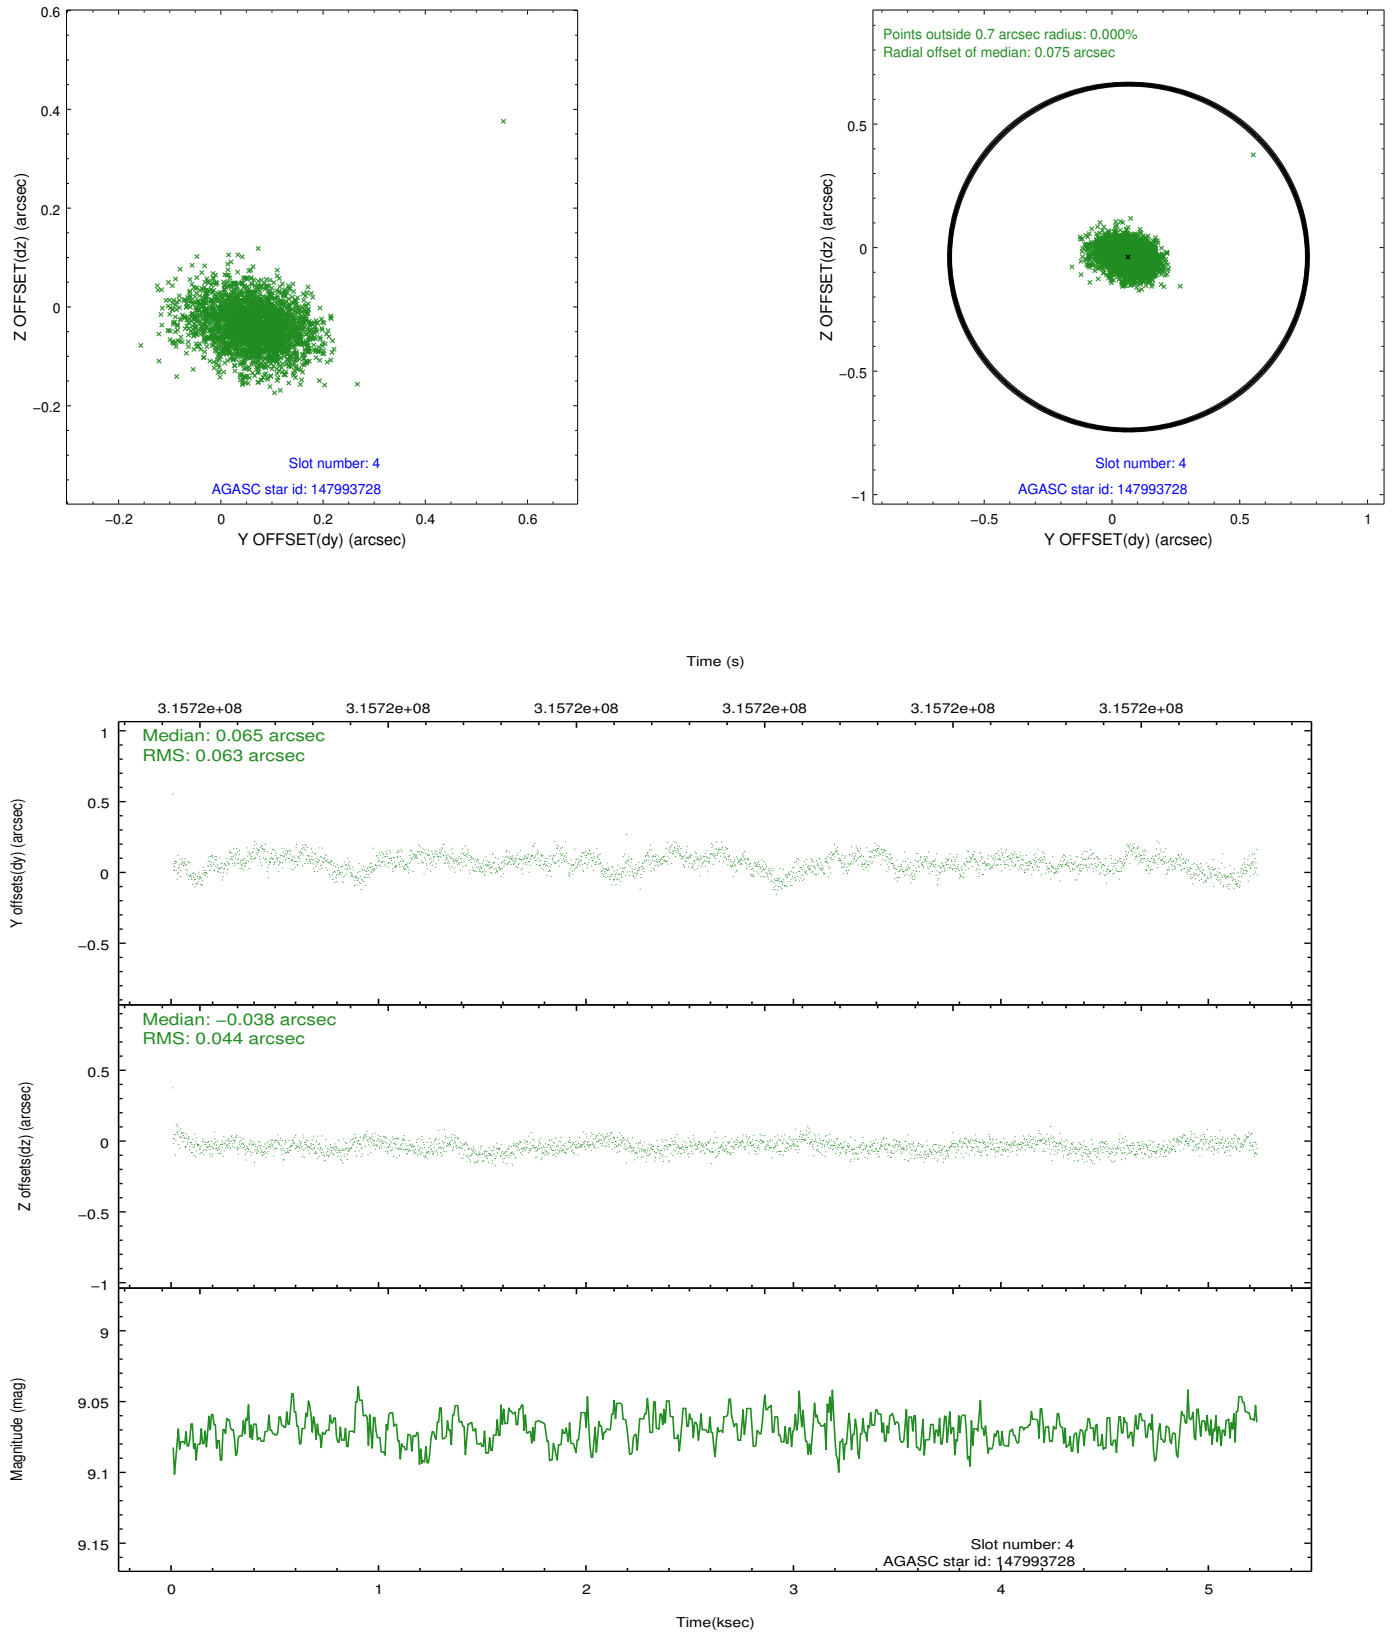 0.6
0.4
0.2
0
−0.2
−0.2
0
0.2
0.4
0.6
Z OFFSET(dz) (arcsec)
Y OFFSET(dy) (arcsec)
Slot number: 4
AGASC star id: 147993728
Points outside 0.7 arcsec radius: 0.000%
Radial offset of median: 0.075 arcsec
0.5
0
−0.5
−1
−0.5
0
0.5
1
Z OFFSET(dz) (arcsec)
Y OFFSET(dy) (arcsec)
Slot number: 4
AGASC star id: 147993728
Time (s)
3.1572e+08
3.1572e+08
3.1572e+08
3.1572e+08
3.1572e+08
3.1572e+08
Median: 0.065 arcsec
RMS: 0.063 arcsec
1
0.5
0
−0.5
Y offsets(dy) (arcsec)
Median: −0.038 arcsec
RMS: 0.044 arcsec
0.5
0
−0.5
−1
Z offsets(dz) (arcsec)
9
9.05
9.1
9.15
Magnitude (mag)
Slot number: 4
AGASC star id: 147993728
0
1
2
3
4
5
Time(ksec)